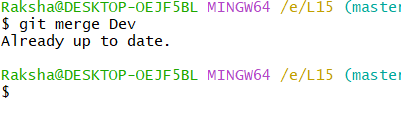 Raksha@DESKTOP-OEJF5BL MINGW64 /e/L15 (master
$ git merge Dev
Already up to date.
Raksha@DESKTOP-OEJF5BL MINGW64 /e/L15 (master
$